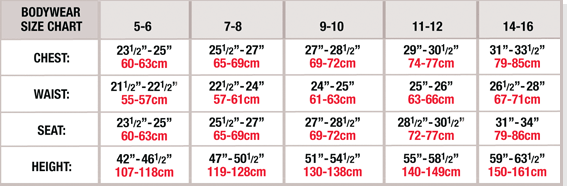 BODYWEAR
SIZE CHART
5-6
7-8
9-10
11-12
14-16
CHEST:
23½”-25”
60-63cm
25½”-27”
65-69cm
27”-28½”
69-72cm
29”-30½”
74-77cm
31”-33½”
79-85cm
WAIST:
21½”-22½”
55-57cm
22½”-24”
57-61cm
24”-25”
61-63cm
25”-26”
63-66cm
26½”-28”
67-71cm
SEAT:
23½”-25”
60-63cm
25½”-27”
65-69cm
27”-28½”
69-72cm
28½”-30½”
72-77cm
31”-34”
79-86cm
HEIGHT:
42”-46½”
107-118cm
47”-50½”
119-128cm
51”-54½”
130-138cm
55”-58½”
140-149cm
59”-63½”
150-161cm